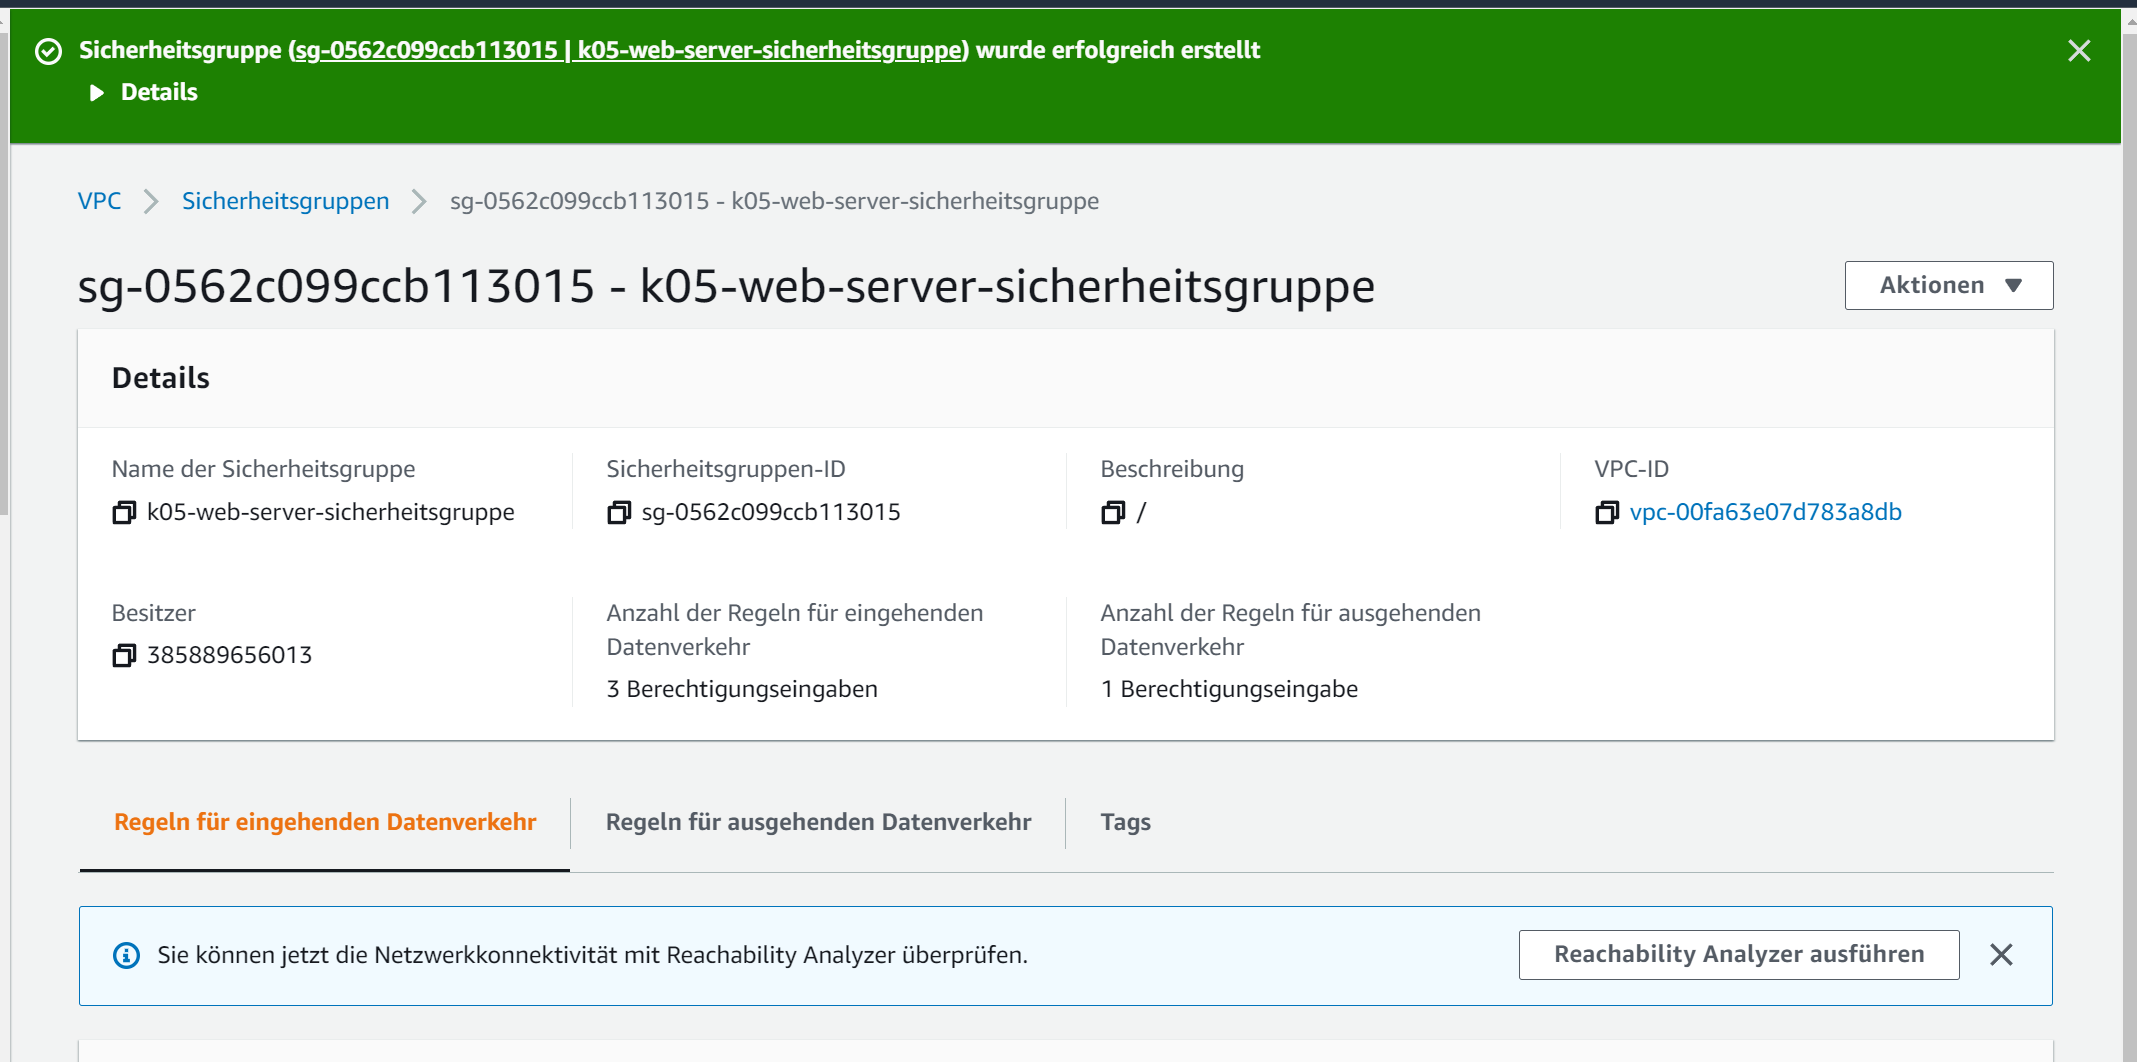 Sicherheitsgruppe (sg-0562c099ccb113015 | k05-web-server-sicherheitsgruppe) wurde erfolgreich erstellt
Details
VPC > Sicherheitsgruppen > sg-0562c099ccb113015 - k05-web-server-sicherheitsgruppe
sg-0562c099ccb113015 - k05-web-server-sicherheitsgruppe
Aktionen
Details
Name der Sicherheitsgruppe
k05-web-server-sicherheitsgruppe
Sicherheitsgruppen-ID
sg-0562c099ccb113015
Beschreibung
/
VPC-ID
vpc-00fa63e07d783a8db
Besitzer
385889656013
Anzahl der Regeln für eingehenden
Datenverkehr
3 Berechtigungseingaben
Anzahl der Regeln für ausgehenden
Datenverkehr
1 Berechtigungseingabe
Regeln für eingehenden Datenverkehr
Regeln für ausgehenden Datenverkehr
Tags
Sie können jetzt die Netzwerkkonnektivität mit Reachability Analyzer überprüfen.
Reachability Analyzer ausführen